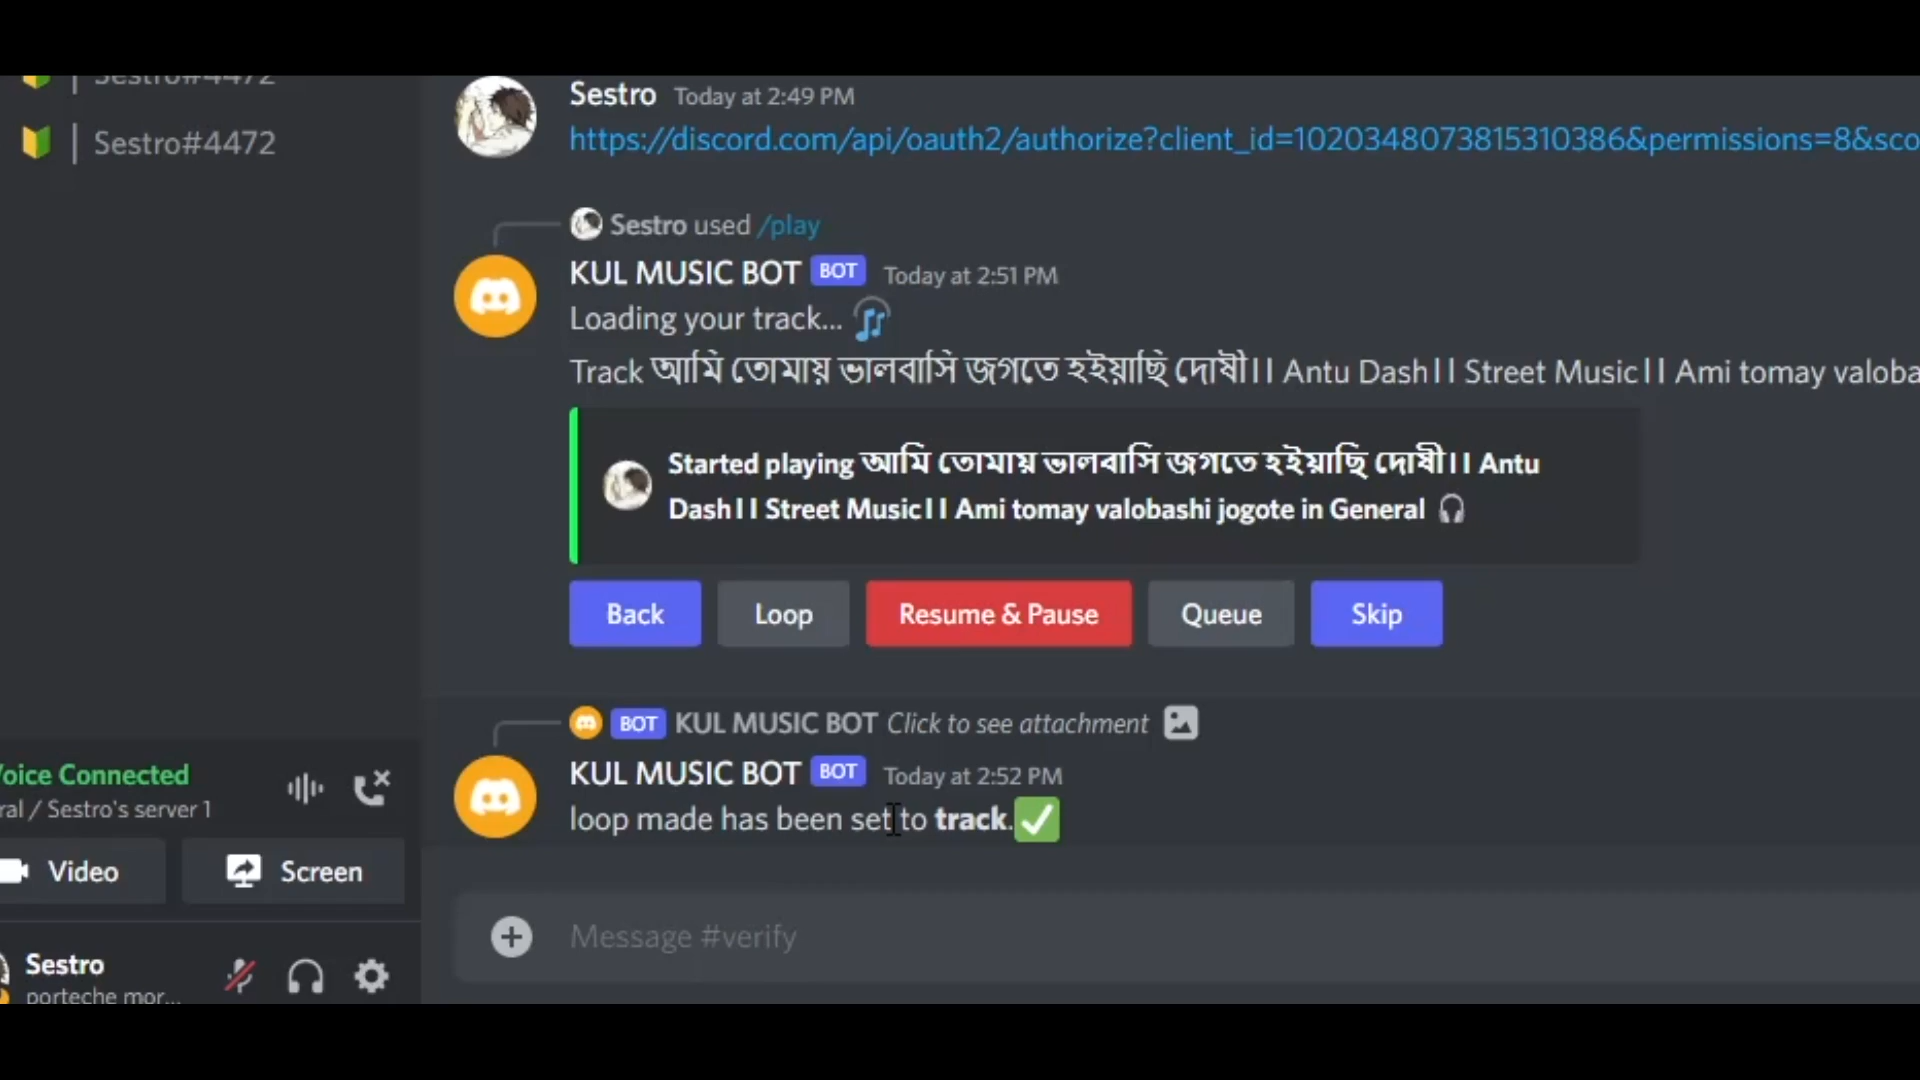 Sestro#4472
Sestro#4472
Sestro Today at 2:49 PM
https://discord.com/api/oauth2/authorize?client_id=1020348073815310386&permissions=8&sco
Sestro used /play
KUL MUSIC BOT BOT Today at 2:51 PM
Loading your track...
Track আমি তোমায় ভালবাসি জগতে হইয়াছি দোষী।। Antu Dash।। Street Music।। Ami tomay valoba
Started playing আমি তোমায় ভালবাসি জগতে হইয়াছি দোষী।। Antu
Dash।। Street Music।। Ami tomay valobashi jogote in General
Back Loop Resume & Pause Queue Skip
BOT KUL MUSIC BOT Click to see attachment
KUL MUSIC BOT BOT Today at 2:52 PM
loop made has been set to track.
Voice Connected
ral / Sestro's server 1
Video Screen
Message #verify
Sestro
porteche mor...